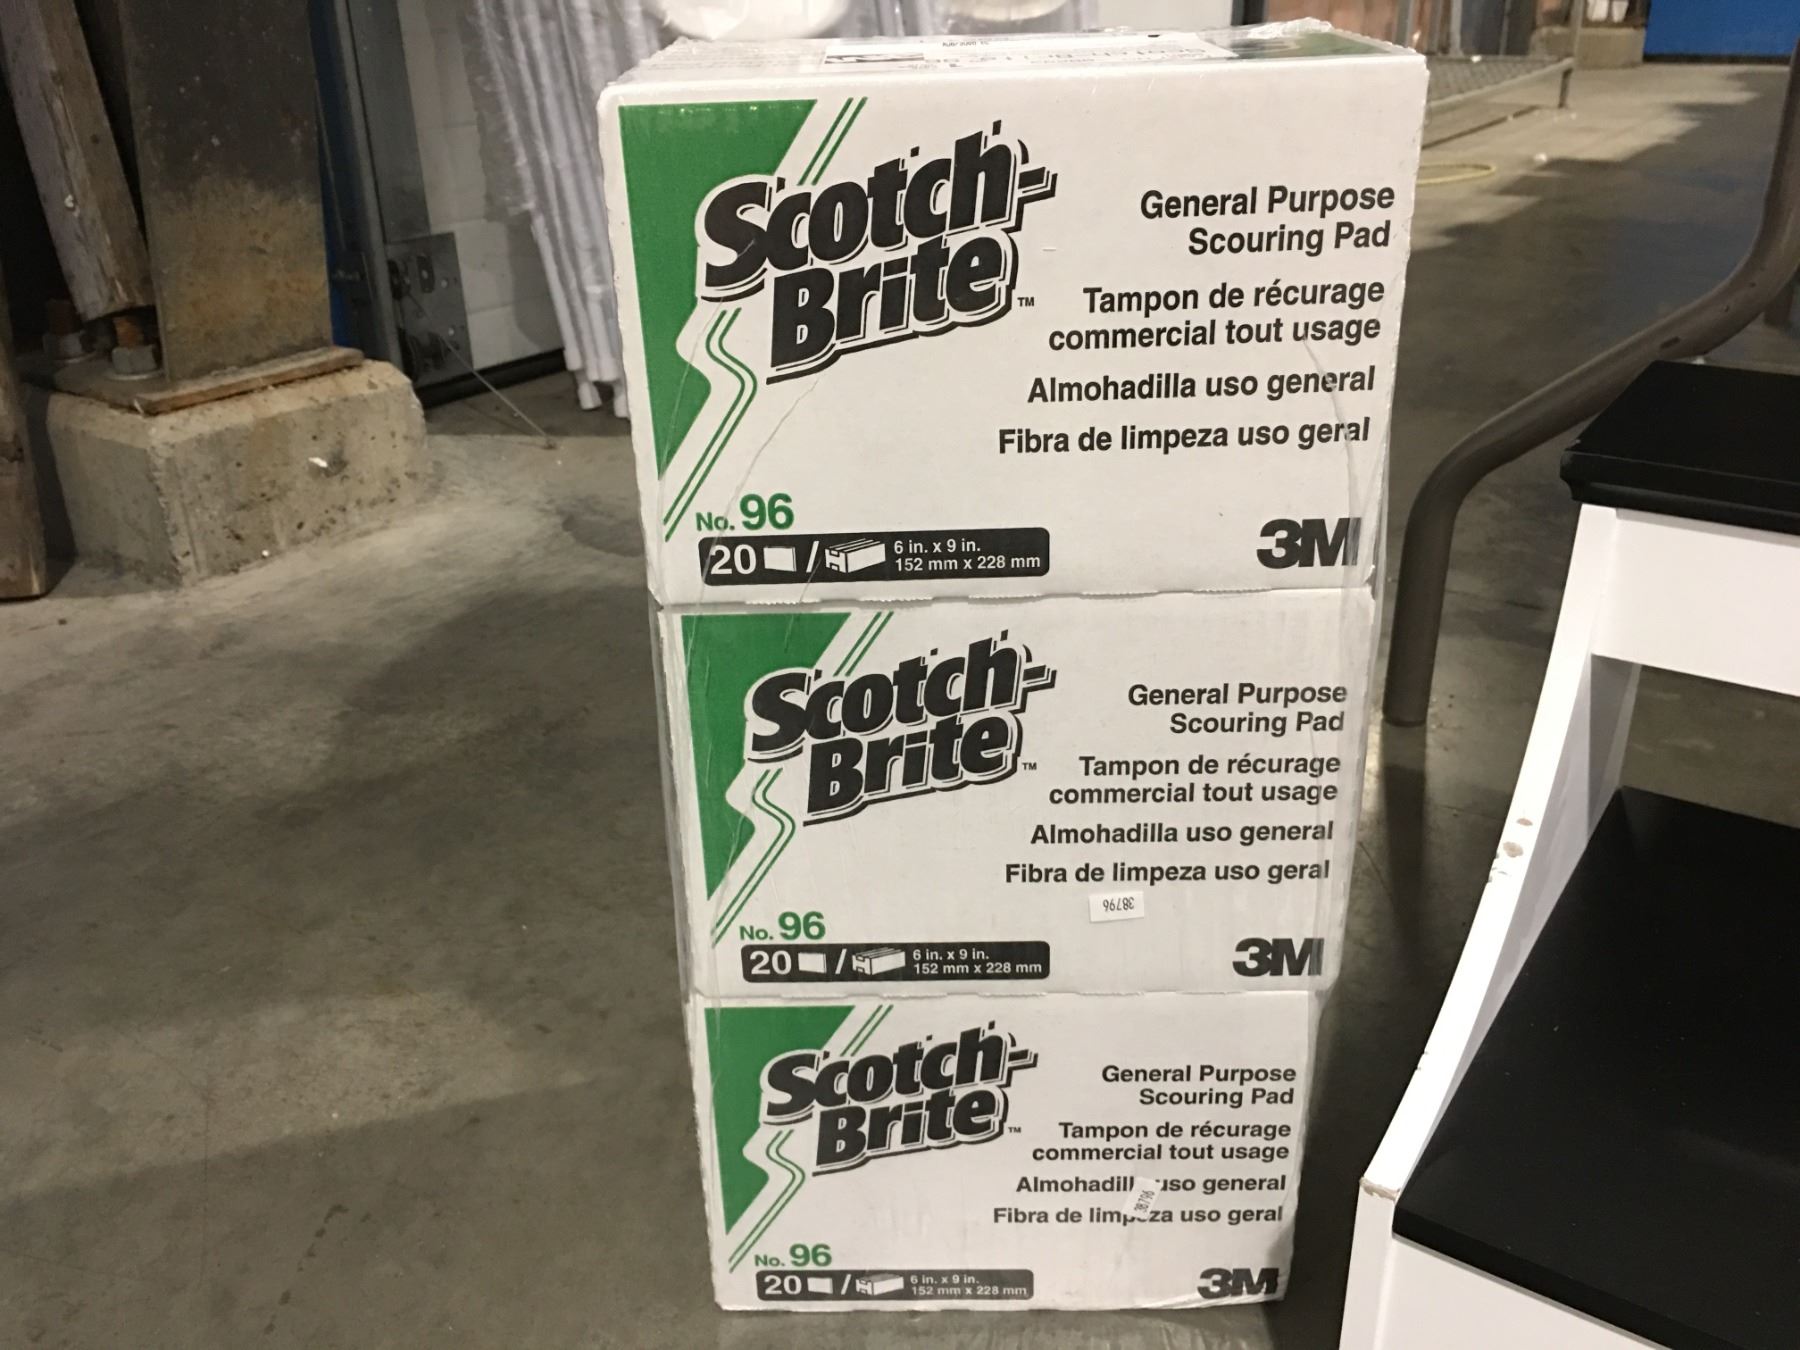 Scotch-
Brite™
General Purpose
Scouring Pad
Tampon de récurage
commercial tout usage
Almohadilla uso general
Fibra de limpeza uso geral
No. 96
20 /
6 in. x 9 in.
152 mm x 228 mm
3M
Scotch-
Brite™
General Purpose
Scouring Pad
Tampon de récurage
commercial tout usage
Almohadilla uso general
Fibra de limpeza uso geral
38796
No. 96
20 /
6 in. x 9 in.
152 mm x 228 mm
3M
Scotch-
Brite™
General Purpose
Scouring Pad
Tampon de récurage
commercial tout usage
Almohadill uso general
38796
Fibra de limpeza uso geral
No. 96
20 /
6 in. x 9 in.
152 mm x 228 mm
3M